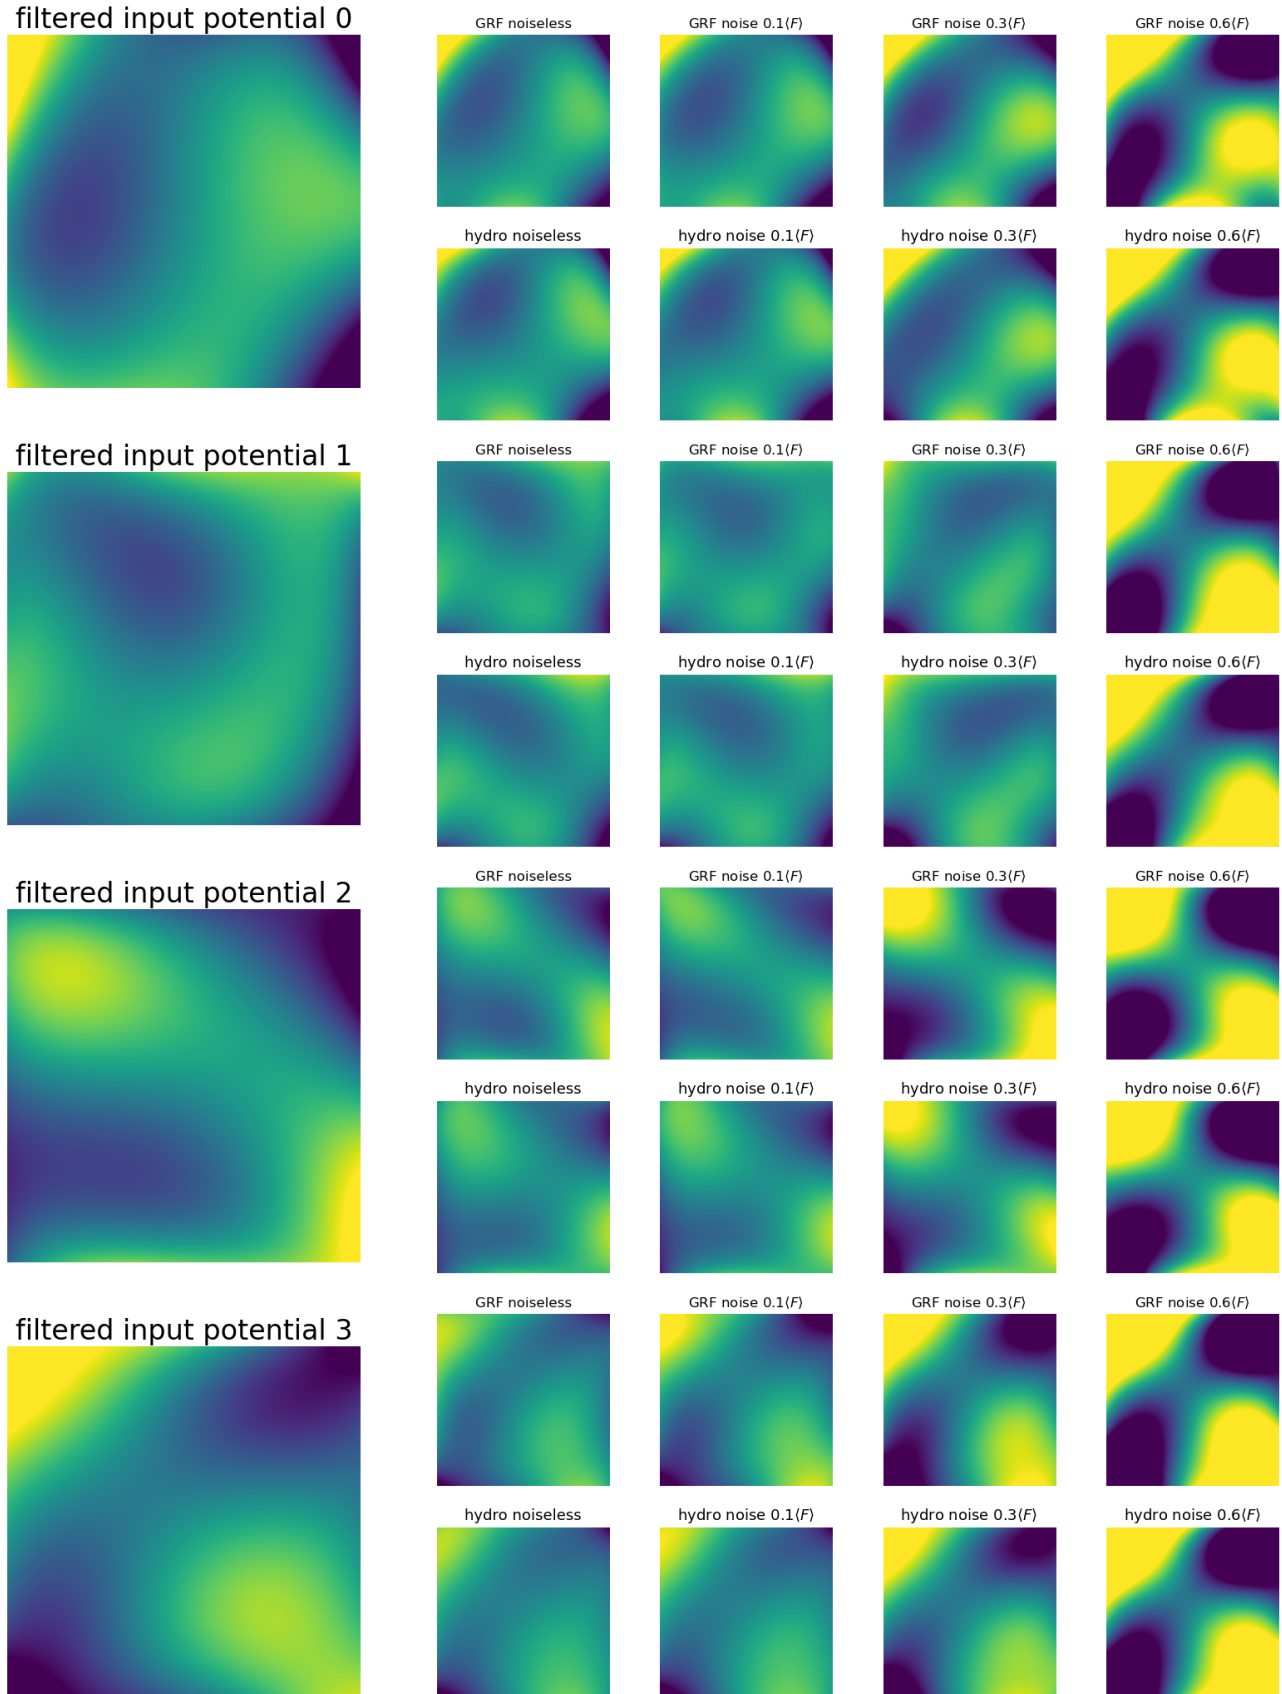 filtered input potential 0
GRF noiseless
GRF noise 0.1⟨F⟩
GRF noise 0.3⟨F⟩
GRF noise 0.6⟨F⟩
hydro noiseless
hydro noise 0.1⟨F⟩
hydro noise 0.3⟨F⟩
hydro noise 0.6⟨F⟩
filtered input potential 1
GRF noiseless
GRF noise 0.1⟨F⟩
GRF noise 0.3⟨F⟩
GRF noise 0.6⟨F⟩
hydro noiseless
hydro noise 0.1⟨F⟩
hydro noise 0.3⟨F⟩
hydro noise 0.6⟨F⟩
filtered input potential 2
GRF noiseless
GRF noise 0.1⟨F⟩
GRF noise 0.3⟨F⟩
GRF noise 0.6⟨F⟩
hydro noiseless
hydro noise 0.1⟨F⟩
hydro noise 0.3⟨F⟩
hydro noise 0.6⟨F⟩
filtered input potential 3
GRF noiseless
GRF noise 0.1⟨F⟩
GRF noise 0.3⟨F⟩
GRF noise 0.6⟨F⟩
hydro noiseless
hydro noise 0.1⟨F⟩
hydro noise 0.3⟨F⟩
hydro noise 0.6⟨F⟩